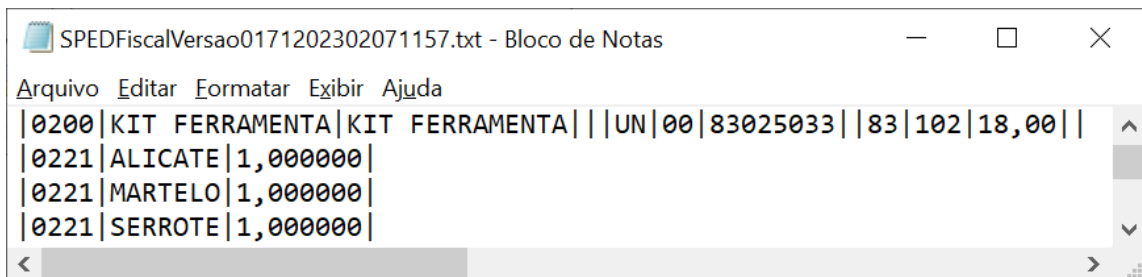 SPEDFiscalVersao0171202302071157.txt - Bloco de Notas
Arquivo Editar Formatar Exibir Ajuda
|0200|KIT FERRAMENTA|KIT FERRAMENTA|||UN|00|83025033||83|102|18,00||
|0221|ALICATE|1,000000|
|0221|MARTELO|1,000000|
|0221|SERROTE|1,000000|